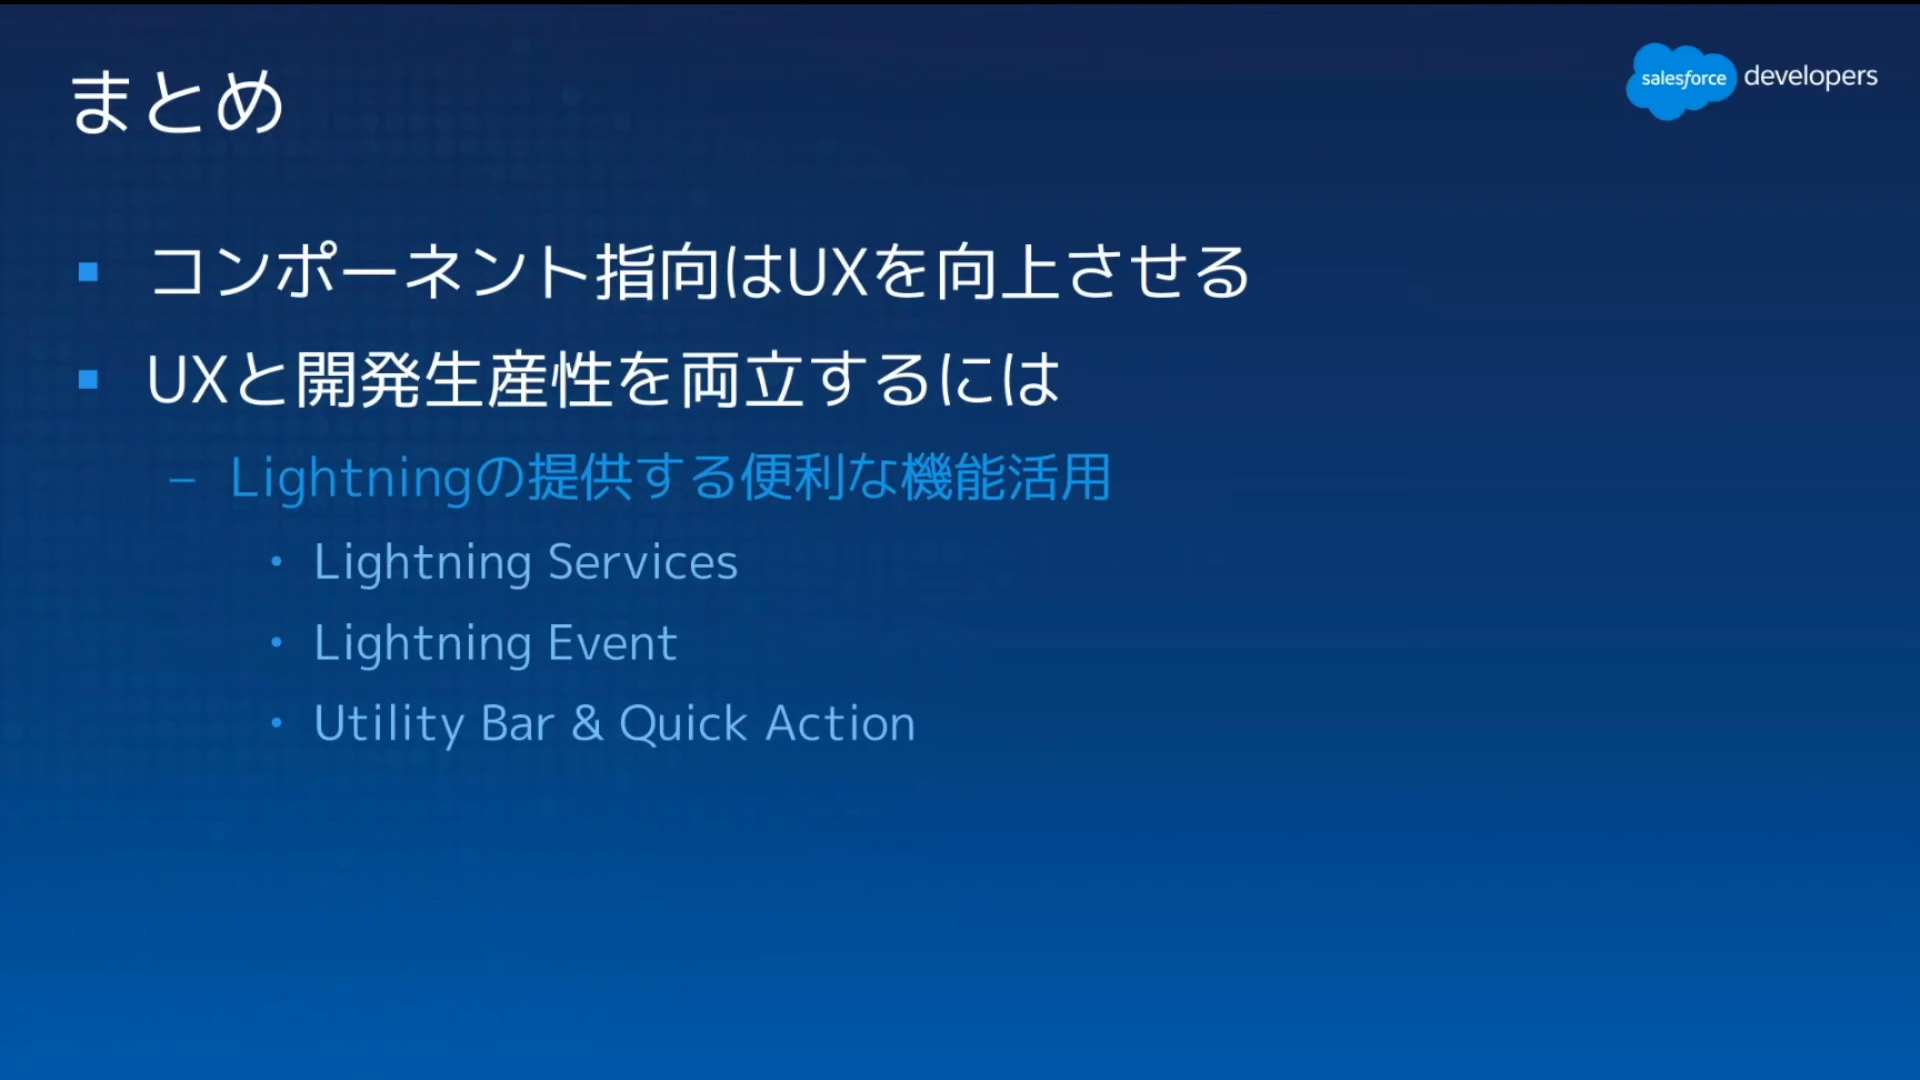 まとめ
salesforce developers
コンポーネント指向はUXを向上させる
UXと開発生産性を両立するには
– Lightningの提供する便利な機能活用
・ Lightning Services
・ Lightning Event
・ Utility Bar & Quick Action